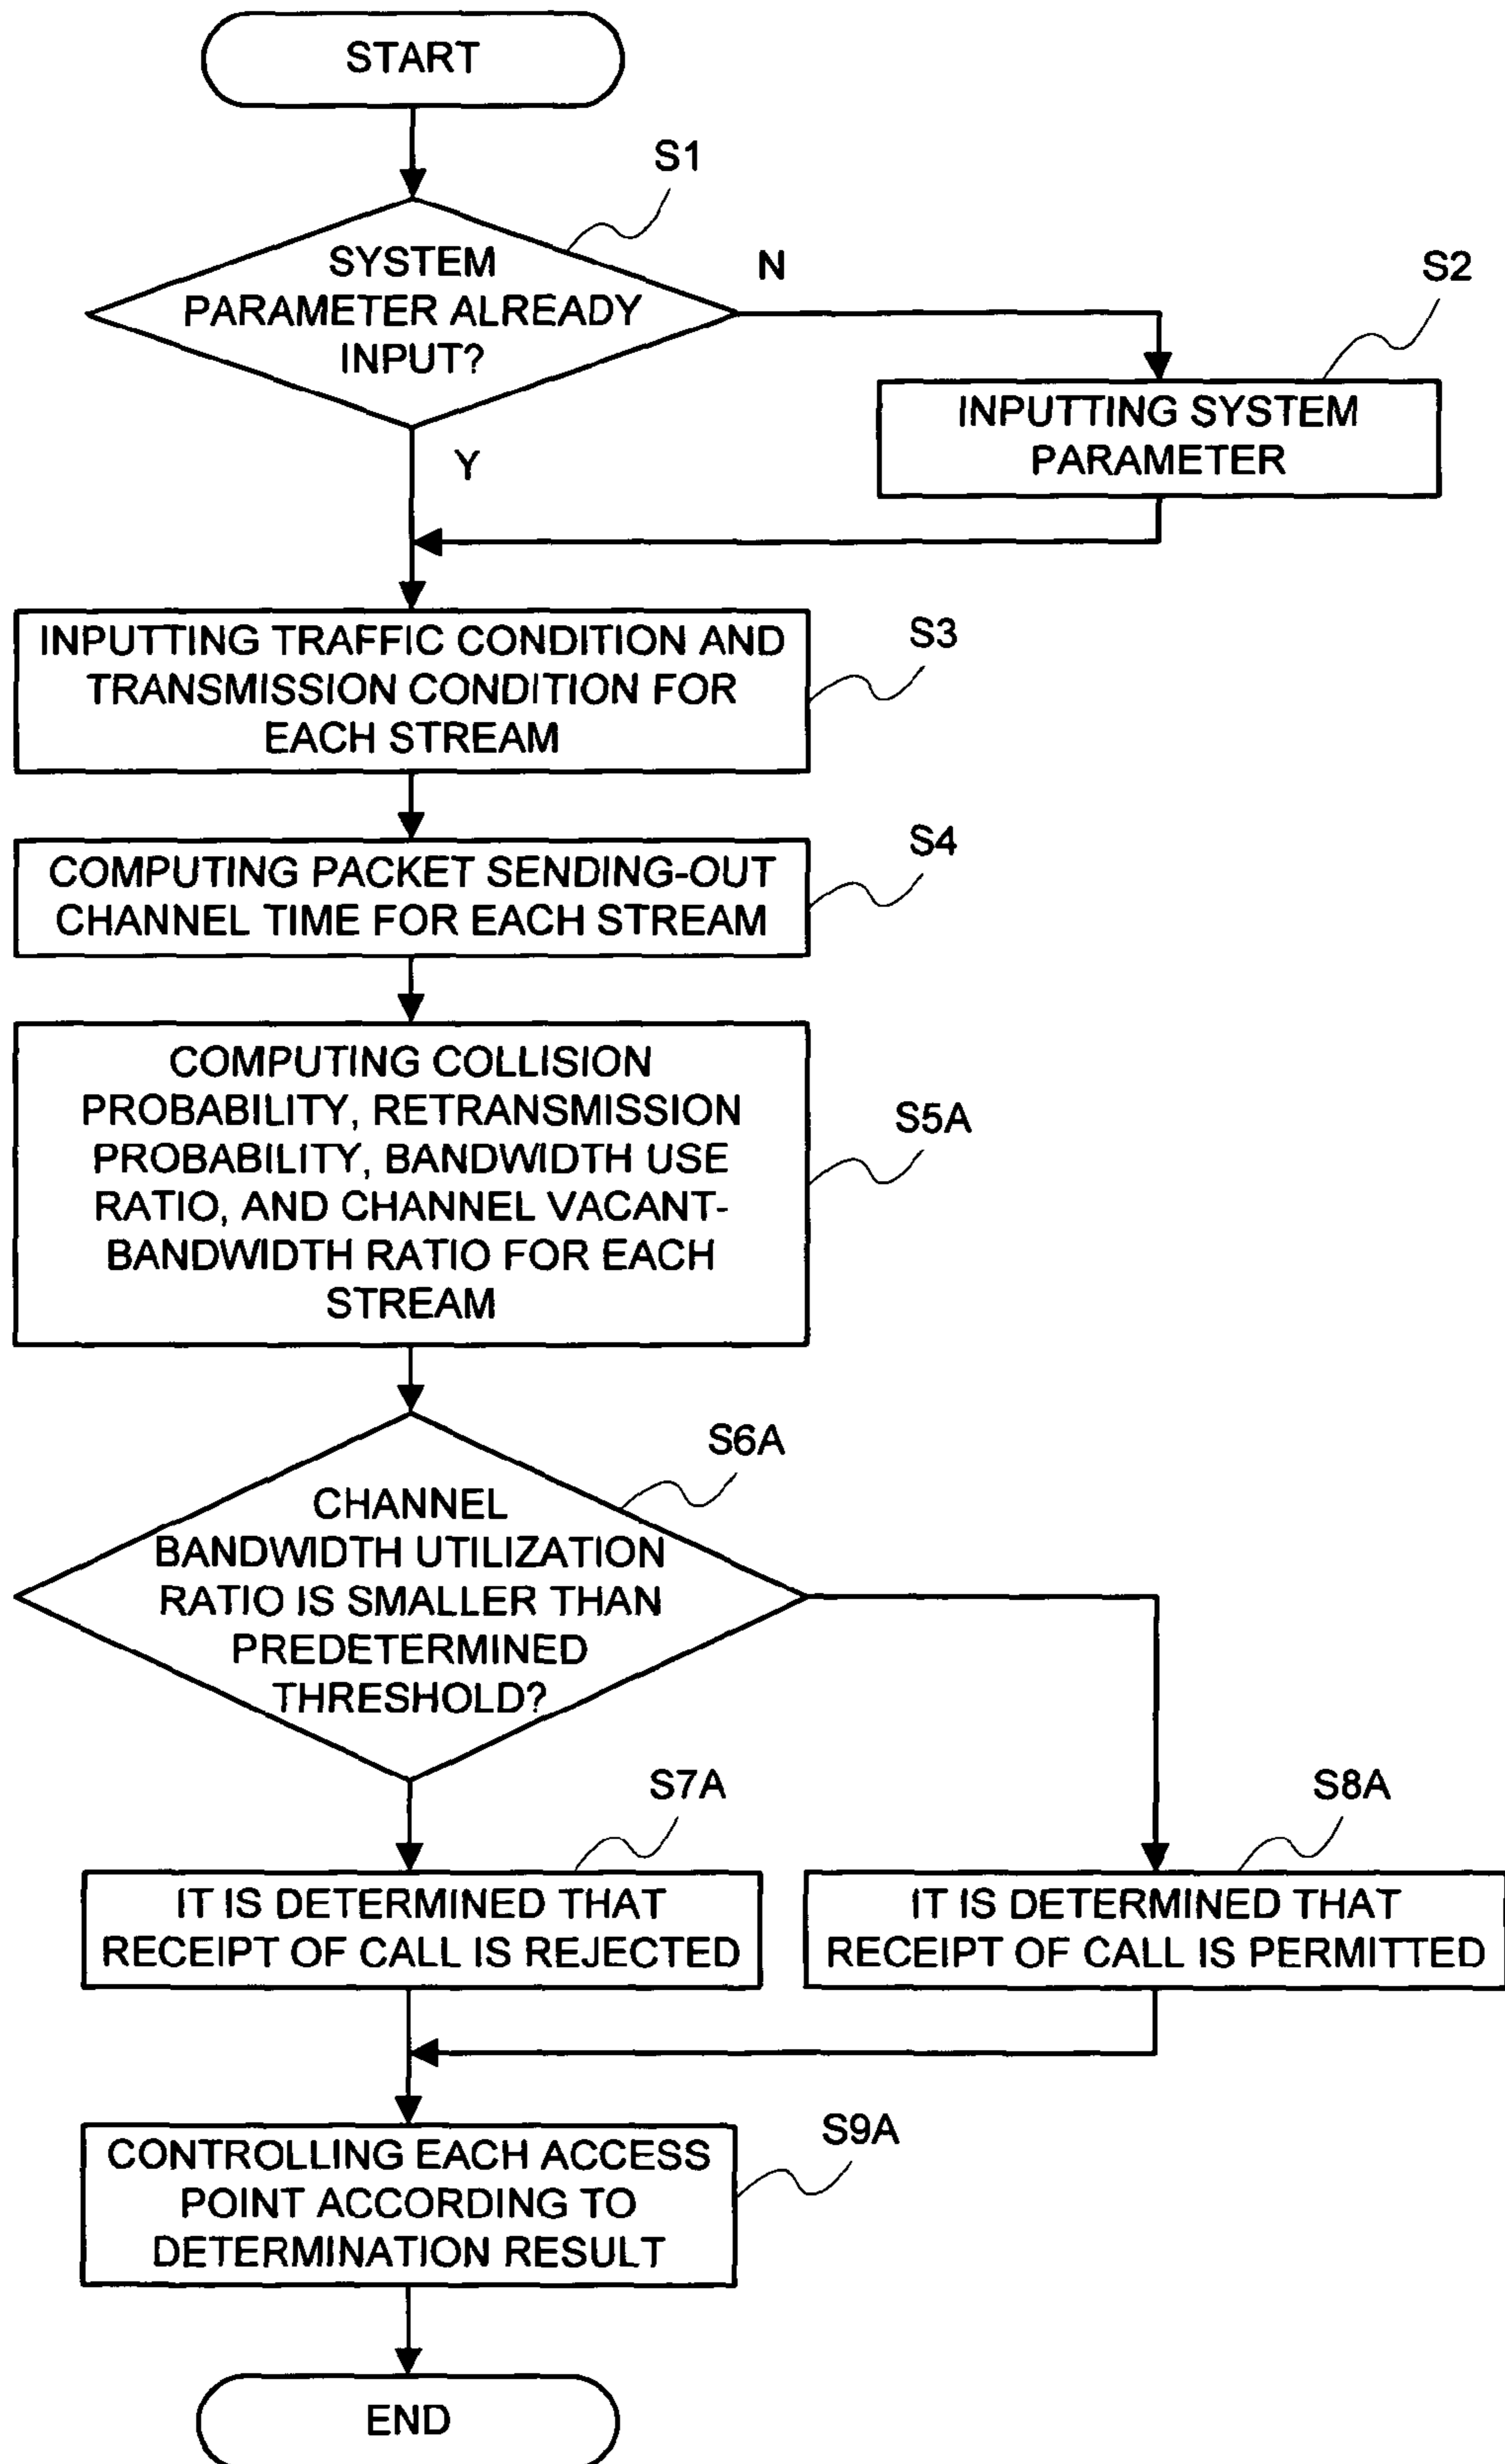 START
S1
SYSTEM
PARAMETER ALREADY
INPUT?
N
S2
INPUTTING SYSTEM
PARAMETER
Y
INPUTTING TRAFFIC CONDITION AND
TRANSMISSION CONDITION FOR
EACH STREAM
S3
COMPUTING PACKET SENDING-OUT
CHANNEL TIME FOR EACH STREAM
S4
COMPUTING COLLISION
PROBABILITY, RETRANSMISSION
PROBABILITY, BANDWIDTH USE
RATIO, AND CHANNEL VACANT-
BANDWIDTH RATIO FOR EACH
STREAM
S5A
S6A
CHANNEL
BANDWIDTH UTILIZATION
RATIO IS SMALLER THAN
PREDETERMINED
THRESHOLD?
S7A
IT IS DETERMINED THAT
RECEIPT OF CALL IS REJECTED
S8A
IT IS DETERMINED THAT
RECEIPT OF CALL IS PERMITTED
S9A
CONTROLLING EACH ACCESS
POINT ACCORDING TO
DETERMINATION RESULT
END